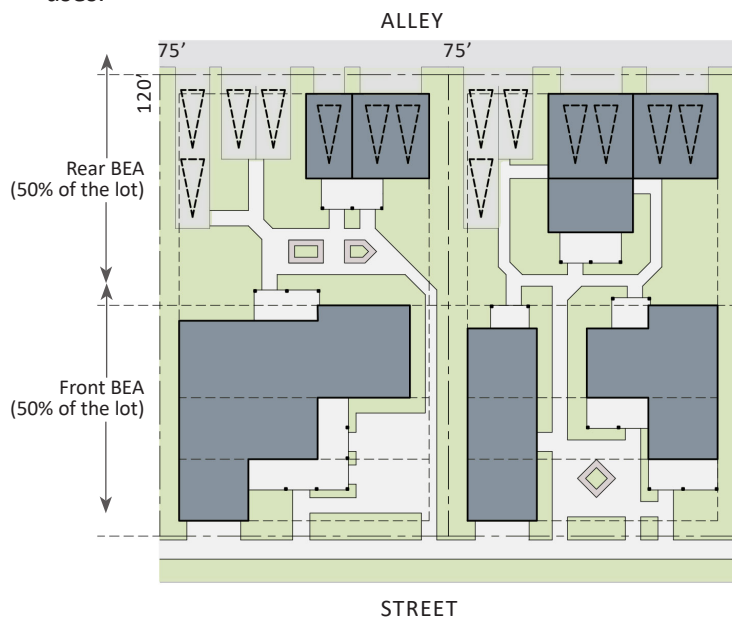 ALLEY
75’ 75’
120’
Rear BEA
(50% of the lot)
Front BEA
(50% of the lot)
STREET